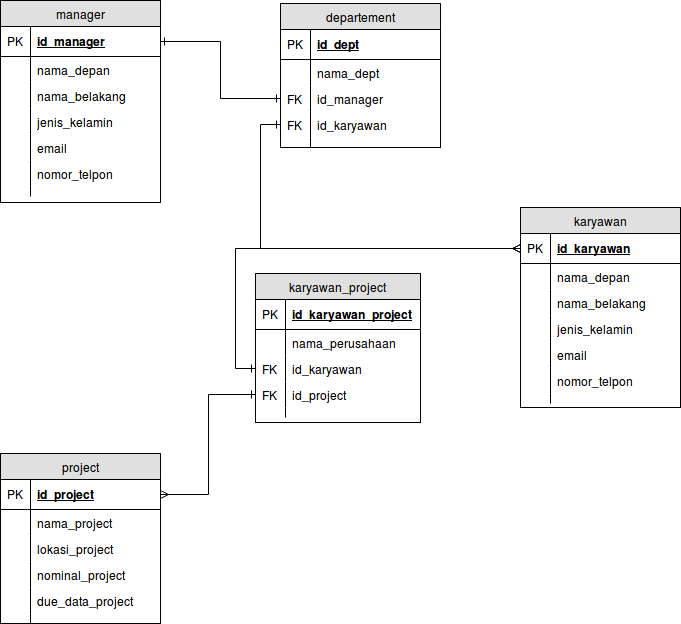 manager
PK id_manager
nama_depan
nama_belakang
jenis_kelamin
email
nomor_telpon
departement
PK id_dept
nama_dept
FK id_manager
FK id_karyawan
karyawan
PK id_karyawan
nama_depan
nama_belakang
jenis_kelamin
email
nomor_telpon
karyawan_project
PK id_karyawan_project
nama_perusahaan
FK id_karyawan
FK id_project
project
PK id_project
nama_project
lokasi_project
nominal_project
due_data_project